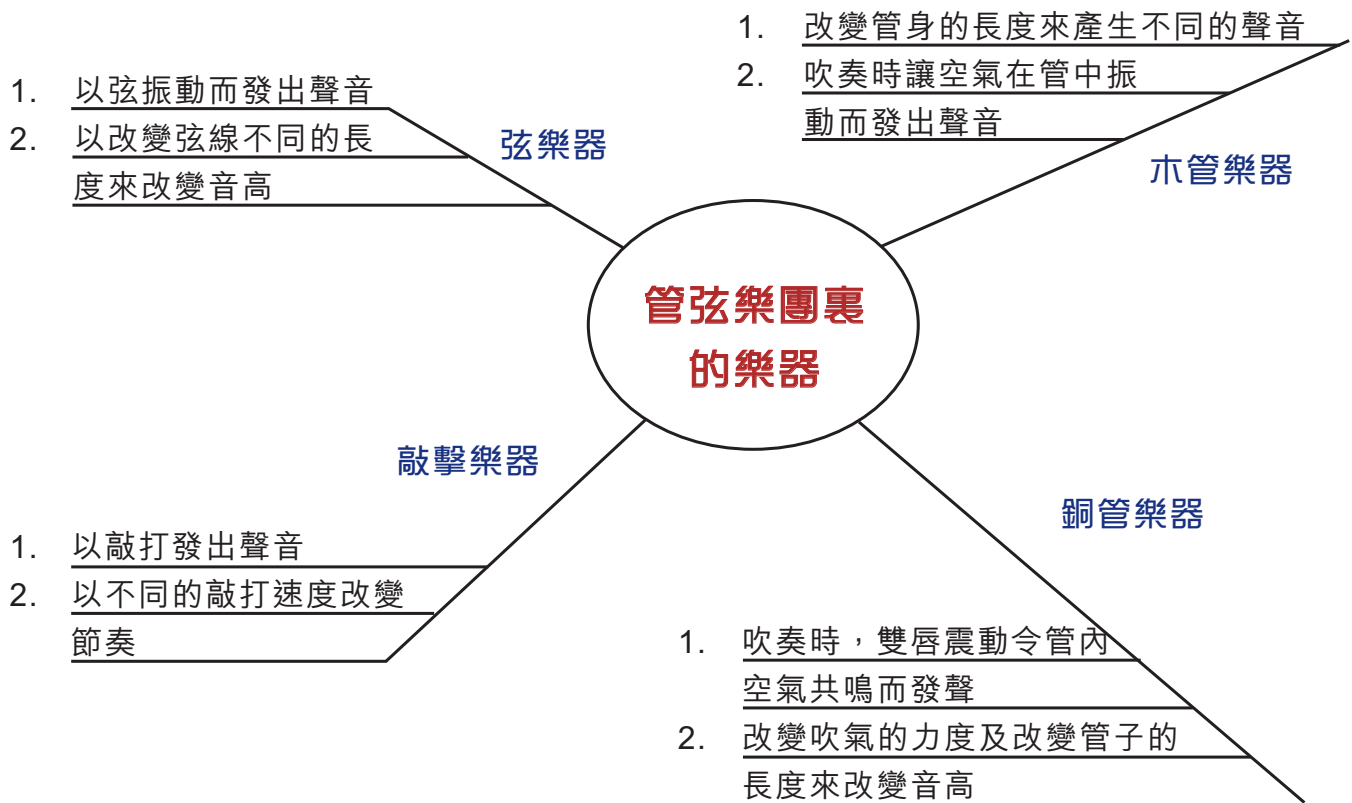 1. 改變管身的長度來產生不同的聲音
2. 吹奏時讓空氣在管中振
動而發出聲音
木管樂器
1. 以弦振動而發出聲音
2. 以改變弦線不同的長
度來改變音高
弦樂器
管弦樂團裏
的樂器
敲擊樂器
1. 以敲打發出聲音
2. 以不同的敲打速度改變
節奏
銅管樂器
1. 吹奏時，雙唇震動令管內
空氣共鳴而發聲
2. 改變吹氣的力度及改變管子的
長度來改變音高